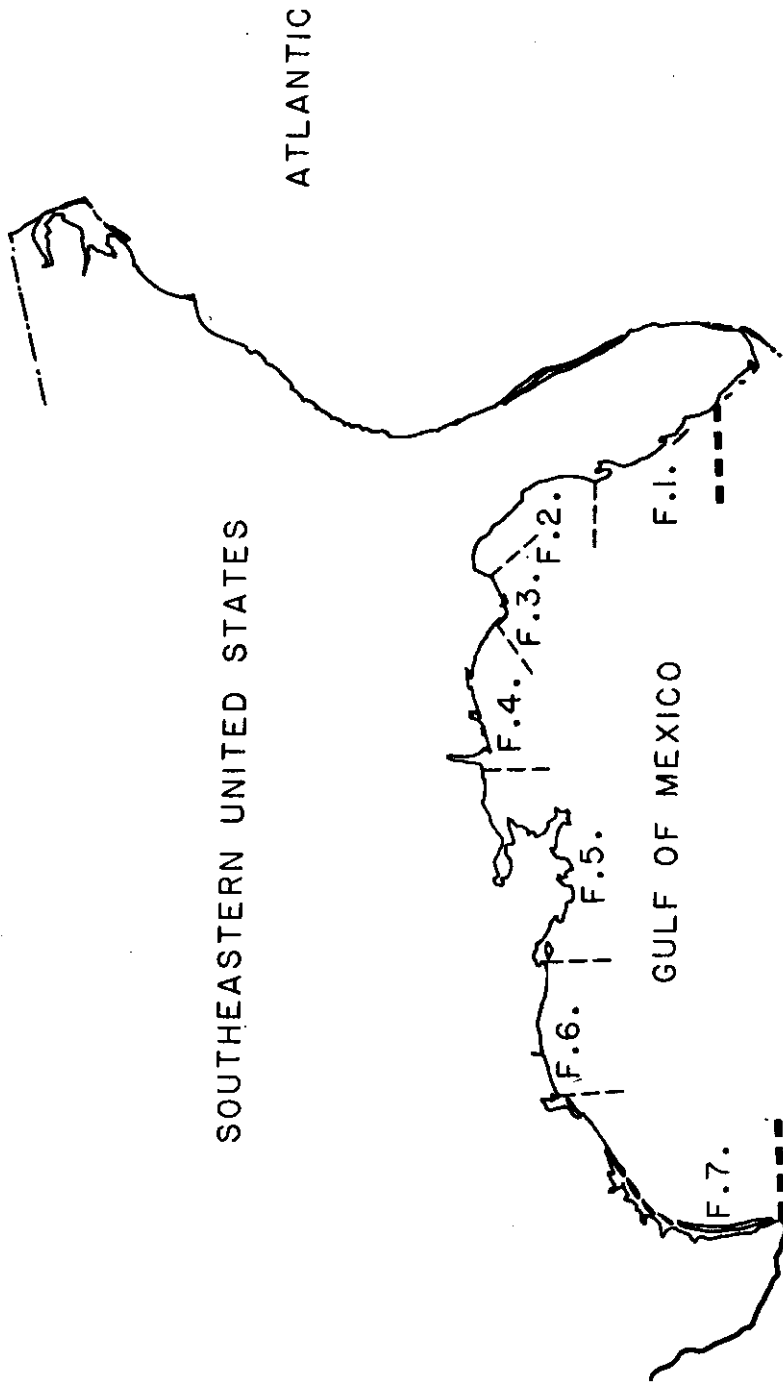 ATLANTIC
SOUTHEASTERN UNITED STATES
F.1.
F.2.
F.3.
F.4.
F.5.
F.6.
F.7.
GULF OF MEXICO